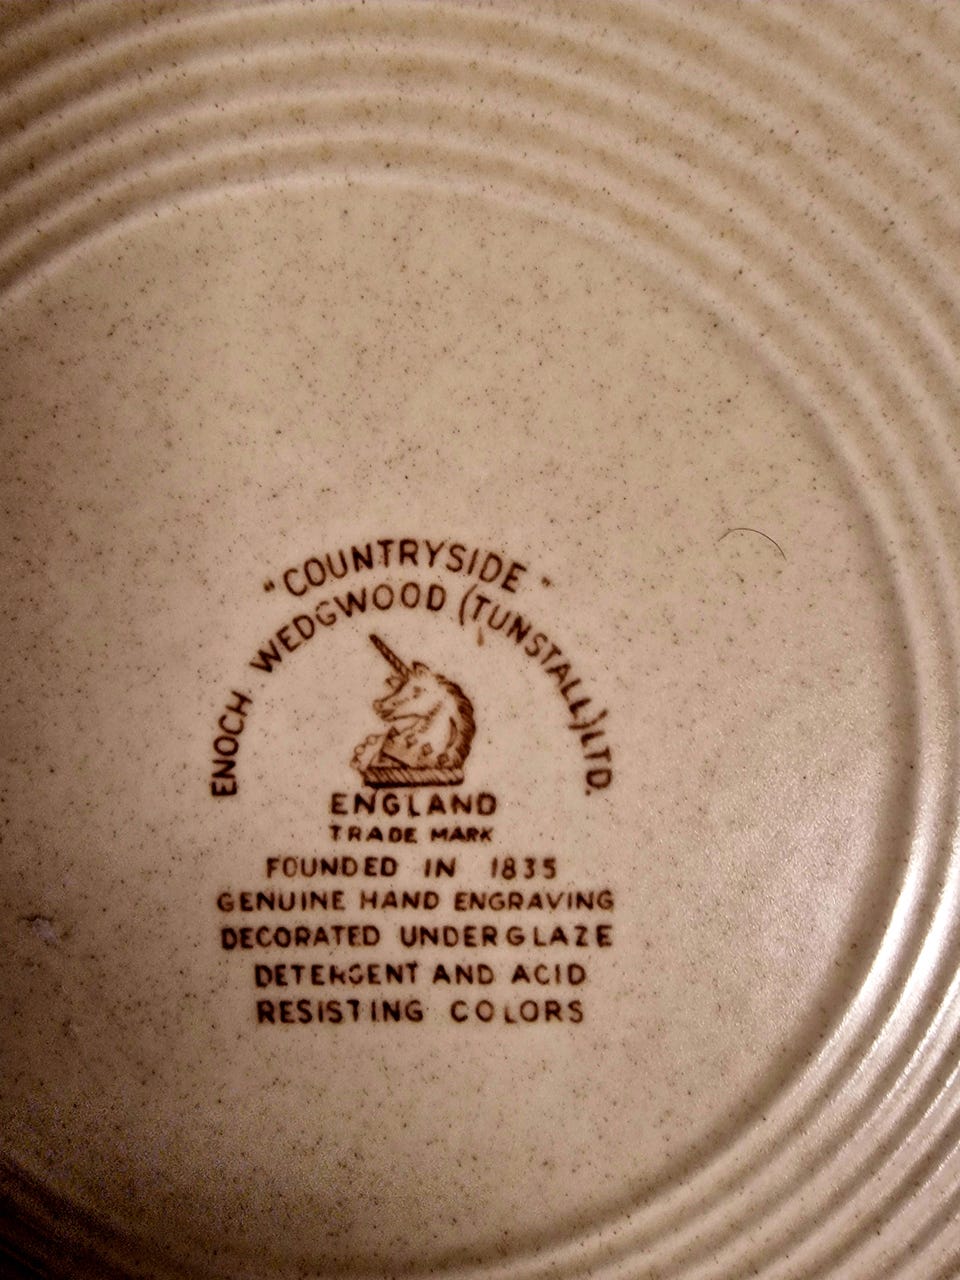 "COUNTRYSIDE"
ENOCH WEDGWOOD (TUNSTALL) LTD.
ENGLAND
TRADE MARK
FOUNDED IN 1835
GENUINE HAND ENGRAVING
DECORATED UNDERGLAZE
DETERGENT AND ACID
RESISTING COLORS